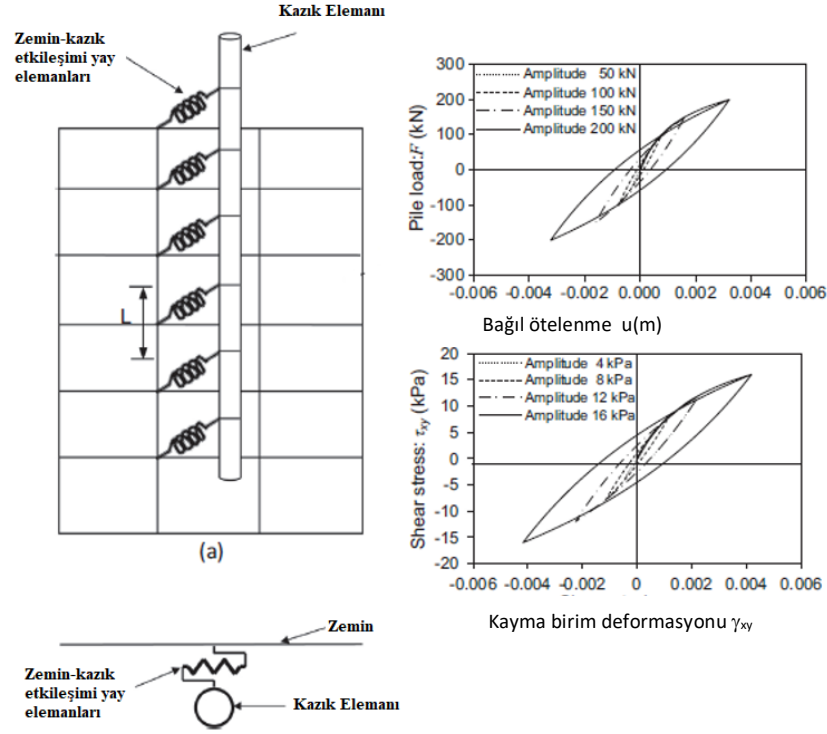 Kazık Elemanı
Zemin-kazık
etkileşimi yay
elemanları
L
(a)
Zemin
Zemin-kazık
etkileşimi yay
elemanları
Kazık Elemanı
Amplitude 50 kN
Amplitude 100 kN
Amplitude 150 kN
Amplitude 200 kN
Pile load: F (kN)
300
200
100
0
-100
-200
-300
-0.006 -0.004 -0.002 0.000 0.002 0.004 0.006
Bağıl ötelenme u(m)
Amplitude 4 kPa
Amplitude 8 kPa
Amplitude 12 kPa
Amplitude 16 kPa
Shear stress: τxy (kPa)
20
15
10
5
0
-5
-10
-15
-20
-0.006 -0.004 -0.002 0 0.002 0.004 0.006
Kayma birim deformasyonu γxy